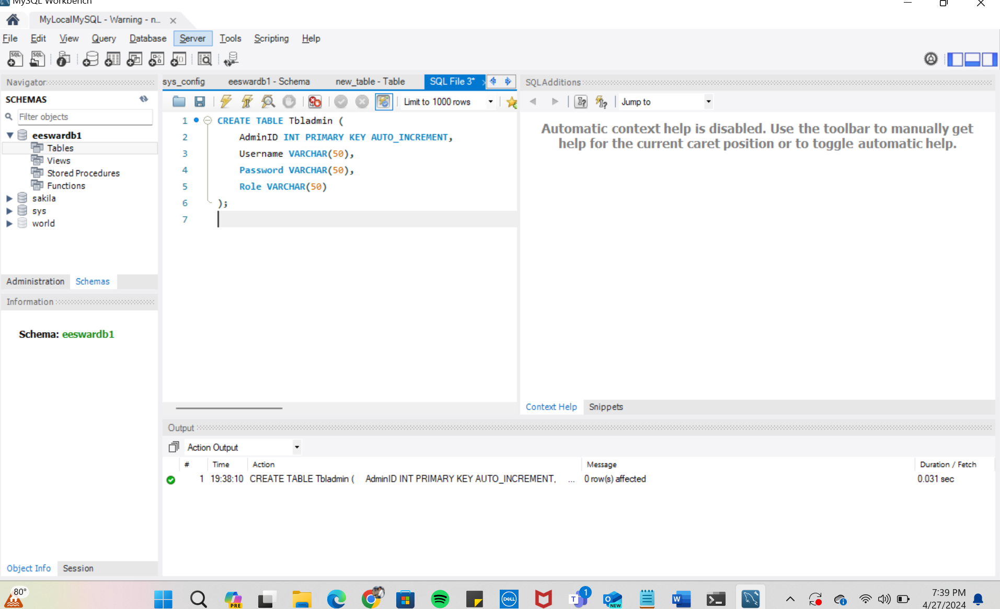 MySQL Workbench
MyLocalMySQL - Warning - n...
File Edit View Query Database Server Tools Scripting Help
Navigator
SCHEMAS
Filter objects
eeswardb1
Tables
Views
Stored Procedures
Functions
sakila
sys
world
Administration Schemas
Information
Schema: eeswardb1
Object Info Session
sys_config eeswardb1 - Schema new_table - Table SQL File 3*
Limit to 1000 rows
1 CREATE TABLE Tbladmin (
2 AdminID INT PRIMARY KEY AUTO_INCREMENT,
3 Username VARCHAR(50),
4 Password VARCHAR(50),
5 Role VARCHAR(50)
6 );
7
SQLAdditions
Jump to
Automatic context help is disabled. Use the toolbar to manually get
help for the current caret position or to toggle automatic help.
Context Help Snippets
Output
Action Output
# Time Action Message Duration / Fetch
1 19:38:10 CREATE TABLE Tbladmin ( AdminID INT PRIMARY KEY AUTO_INCREMENT, ... 0 row(s) affected 0.031 sec
80°
PRE
DELL
T
1
NEW
W
7:39 PM
4/27/2024